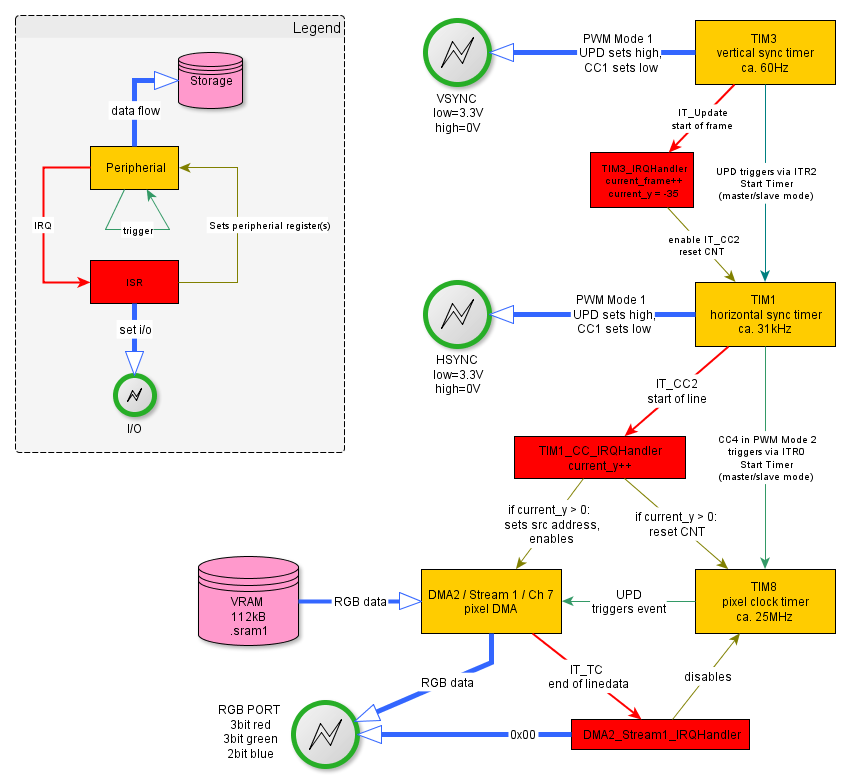 Legend
Storage
data flow
Peripherial
IRQ
trigger
Sets peripherial register(s)
ISR
set i/o
I/O
VSYNC
low=3.3V
high=0V
PWM Mode 1
UPD sets high,
CC1 sets low
TIM3
vertical sync timer
ca. 60Hz
IT_Update
start of frame
TIM3_IRQHandler
current_frame++
current_y = -35
UPD triggers via ITR2
Start Timer
(master/slave mode)
enable IT_CC2
reset CNT
HSYNC
low=3.3V
high=0V
PWM Mode 1
UPD sets high,
CC1 sets low
TIM1
horizontal sync timer
ca. 31kHz
IT_CC2
start of line
TIM1_CC_IRQHandler
current_y++
CC4 in PWM Mode 2
triggers via ITR0
Start Timer
(master/slave mode)
if current_y > 0:
sets src address,
enables
if current_y > 0:
reset CNT
VRAM
112kB
.sram1
RGB data
DMA2 / Stream 1 / Ch 7
pixel DMA
UPD
triggers event
TIM8
pixel clock timer
ca. 25MHz
RGB data
IT_TC
end of linedata
disables
RGB PORT
3bit red
3bit green
2bit blue
0x00
DMA2_Stream1_IRQHandler